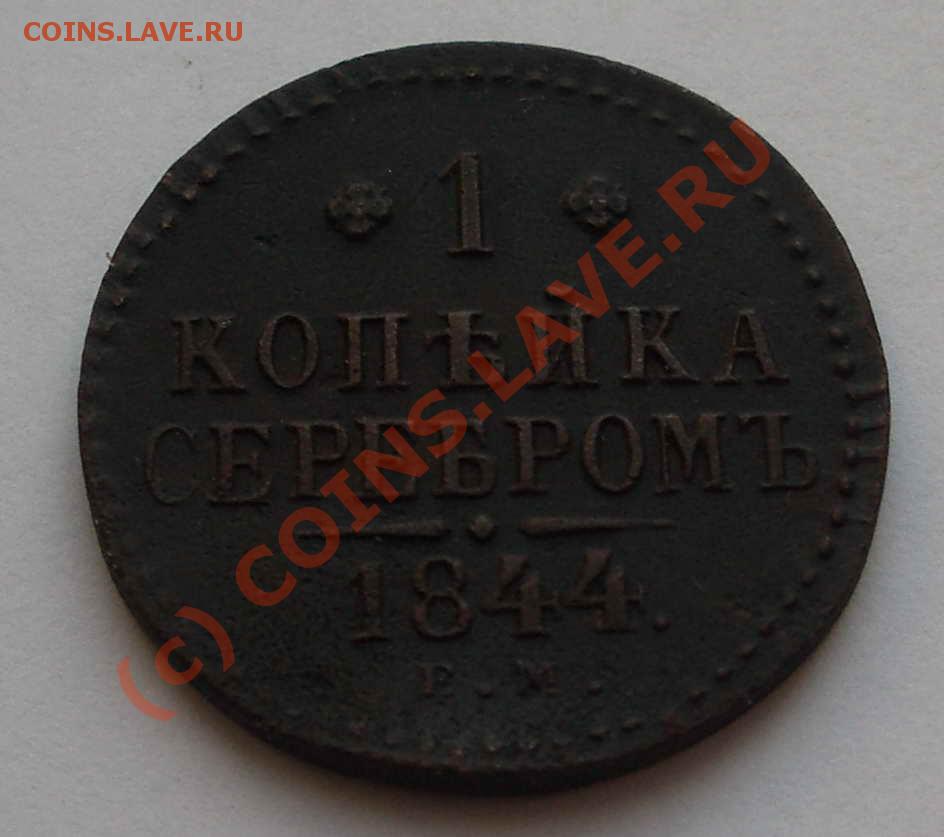 COINS.LAVE.RU
1
КОПѢЙКА
СЕРЕБРОМЪ
1844.
Е.М.
(c) COINS.LAVE.RU